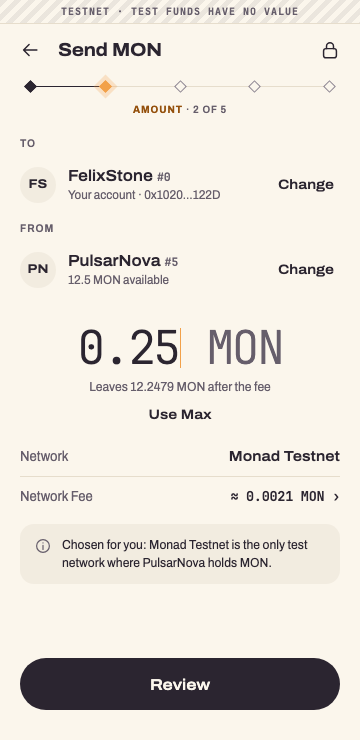 TESTNET · TEST FUNDS HAVE NO VALUE
Send MON
AMOUNT · 2 OF 5
TO
FS
FelixStone #0
Your account · 0x1020...122D
Change
FROM
PN
PulsarNova #5
12.5 MON available
Change
0.25 MON
Leaves 12.2479 MON after the fee
Use Max
Network
Monad Testnet
Network Fee
≈ 0.0021 MON ›
Chosen for you: Monad Testnet is the only test
network where PulsarNova holds MON.
Review